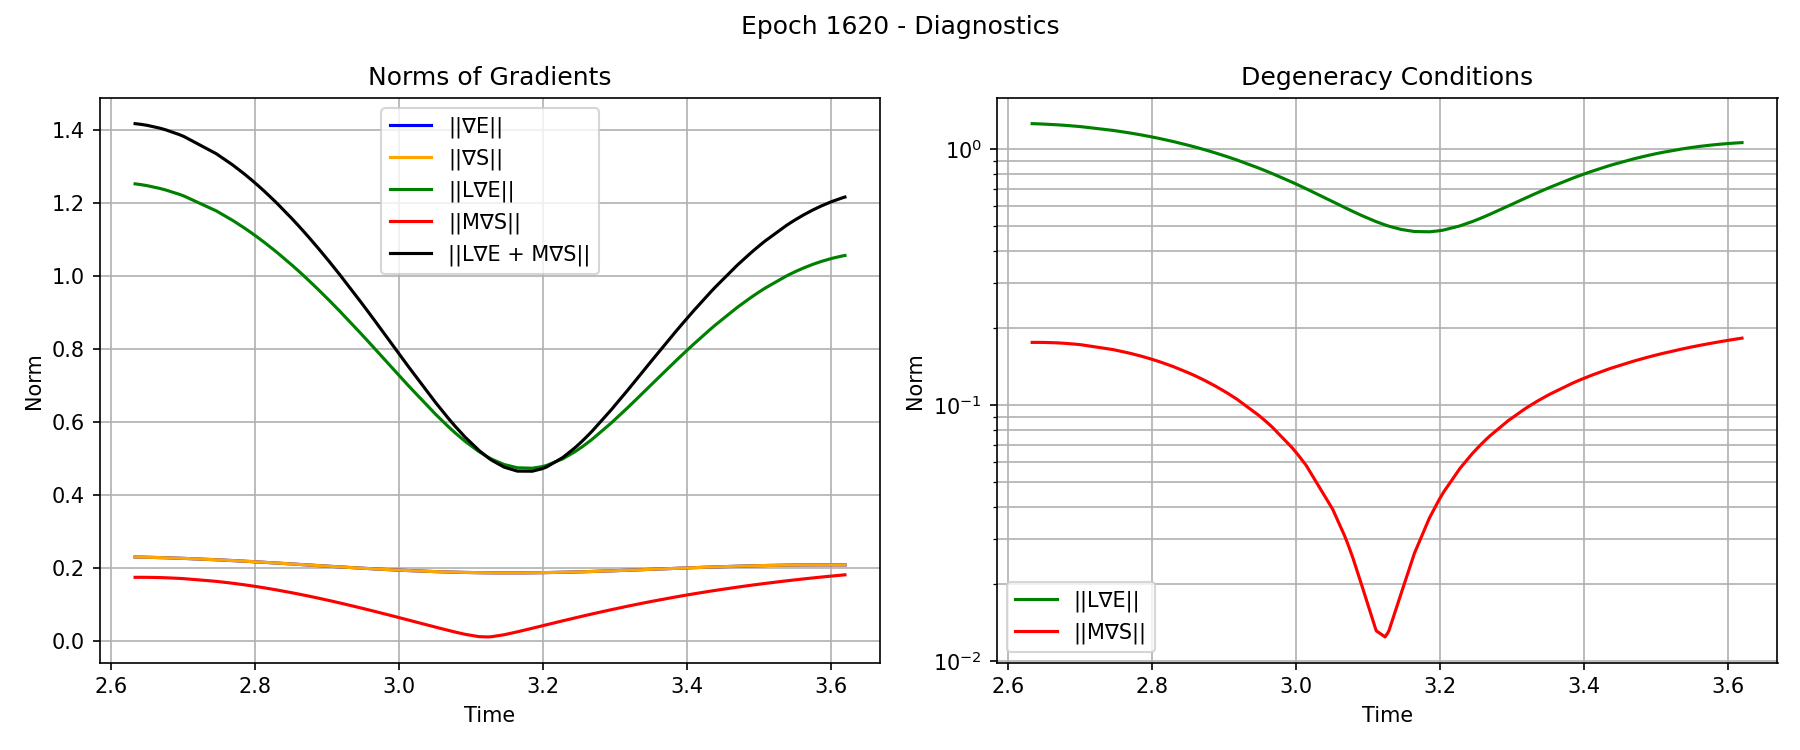 Epoch 1620 - Diagnostics
Norms of Gradients
Norm
1.4
1.2
1.0
0.8
0.6
0.4
0.2
0.0
||∇E||
||∇S||
||L∇E||
||M∇S||
||L∇E + M∇S||
2.6
2.8
3.0
3.2
3.4
3.6
Time
Degeneracy Conditions
Norm
10⁰
10⁻¹
10⁻²
||L∇E||
||M∇S||
2.6
2.8
3.0
3.2
3.4
3.6
Time